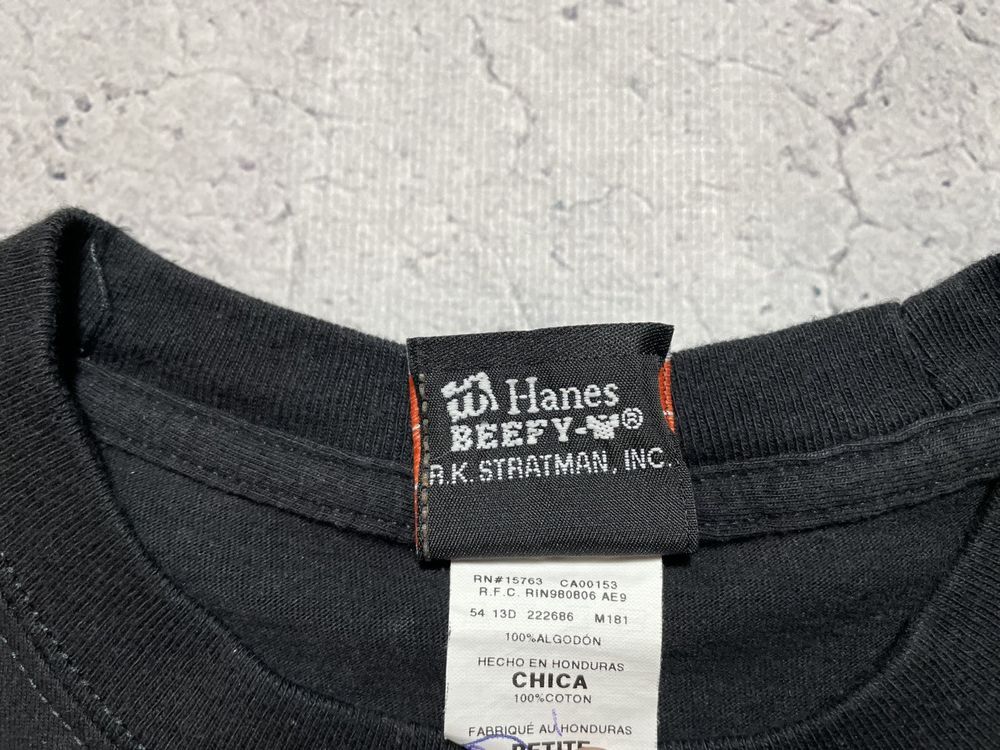 Hanes
BEEFY-®
R.K. STRATMAN, INC.
RN#15763 CA00153
R.F.C. RIN980806 AE9
54 13D 222686 M181
100%ALGODÓN
HECHO EN HONDURAS
CHICA
100%COTON
FABRIQUÉ AU HONDURAS
PETITE